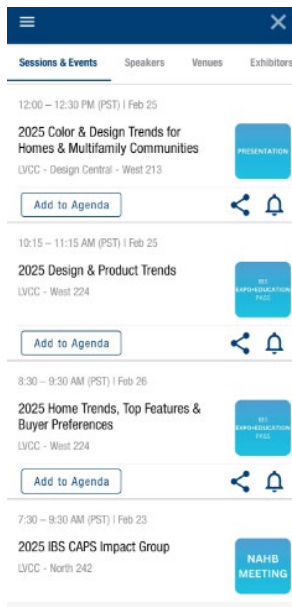 Sessions & Events Speakers Venues Exhibitors
12:00 – 12:30 PM (PST) | Feb 25
2025 Color & Design Trends for
Homes & Multifamily Communities
PRESENTATION
LVCC - Design Central - West 213
Add to Agenda
10:15 – 11:15 AM (PST) | Feb 25
2025 Design & Product Trends
LVCC - West 224
IBS
EXPO+EDUCATION
PASS
Add to Agenda
8:30 – 9:30 AM (PST) | Feb 26
2025 Home Trends, Top Features &
Buyer Preferences
LVCC - West 224
IBS
EXPO+EDUCATION
PASS
Add to Agenda
7:30 – 9:30 AM (PST) | Feb 23
2025 IBS CAPS Impact Group
LVCC - North 242
NAHB
MEETING